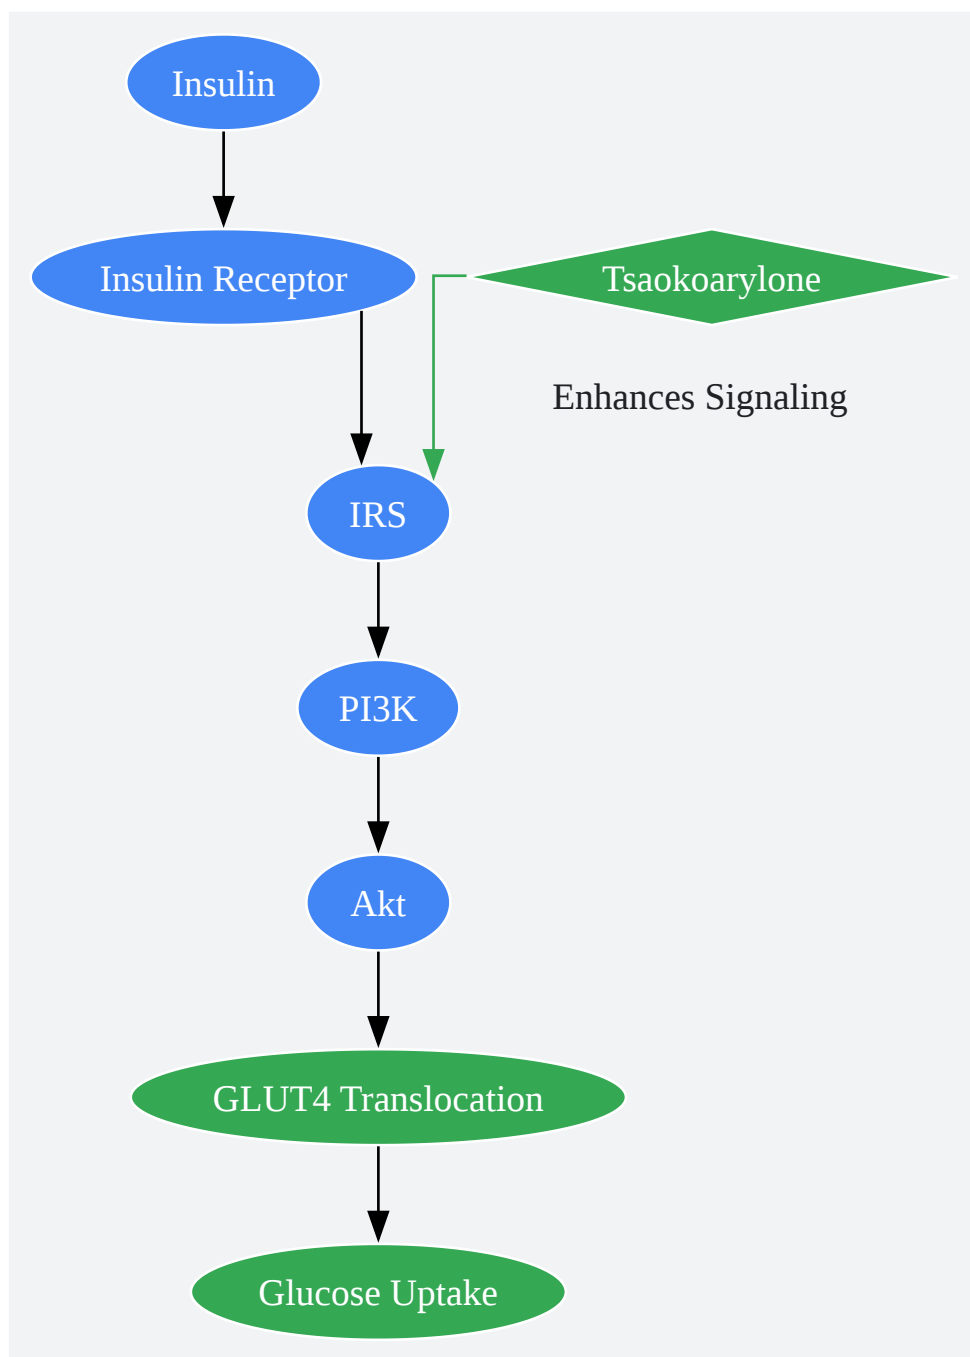 Insulin
Insulin Receptor
Tsaokoarylone
Enhances Signaling
IRS
PI3K
Akt
GLUT4 Translocation
Glucose Uptake